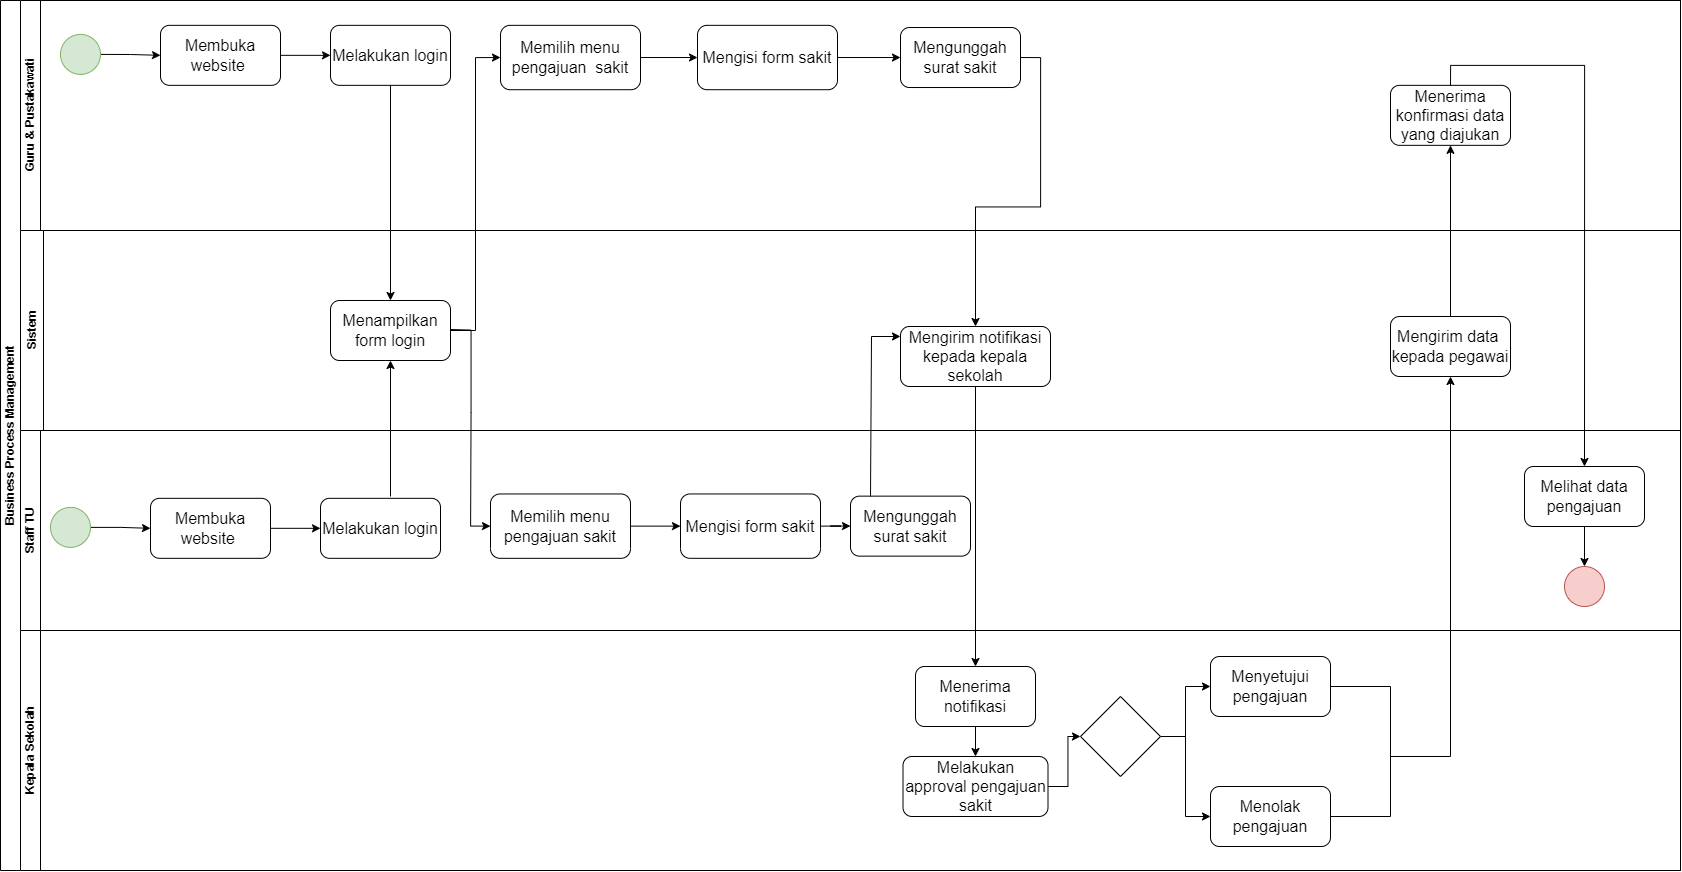 Business Process Management
Guru & Pustakawati
Membuka
website
Melakukan login
Memilih menu
pengajuan  sakit
Mengisi form sakit
Mengunggah
surat sakit
Menerima
konfirmasi data
yang diajukan
Sistem
Menampilkan
form login
Mengirim notifikasi
kepada kepala
sekolah
Mengirim data
kepada pegawai
Staff TU
Membuka
website
Melakukan login
Memilih menu
pengajuan sakit
Mengisi form sakit
Mengunggah
surat sakit
Melihat data
pengajuan
Kepala Sekolah
Menerima
notifikasi
Melakukan
approval pengajuan
sakit
Menyetujui
pengajuan
Menolak
pengajuan